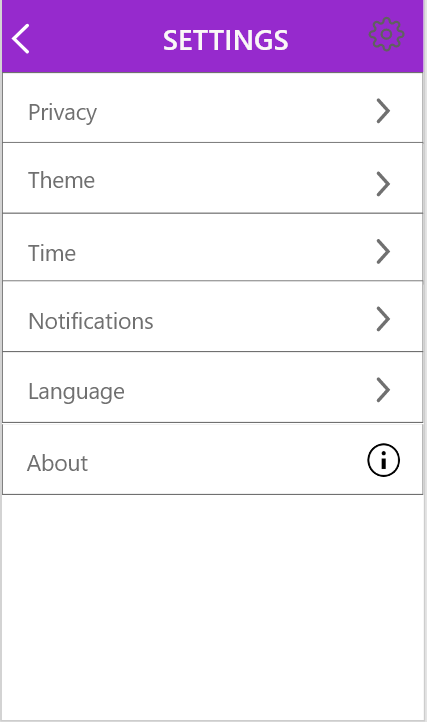 SETTINGS
Privacy
Theme
Time
Notifications
Language
About